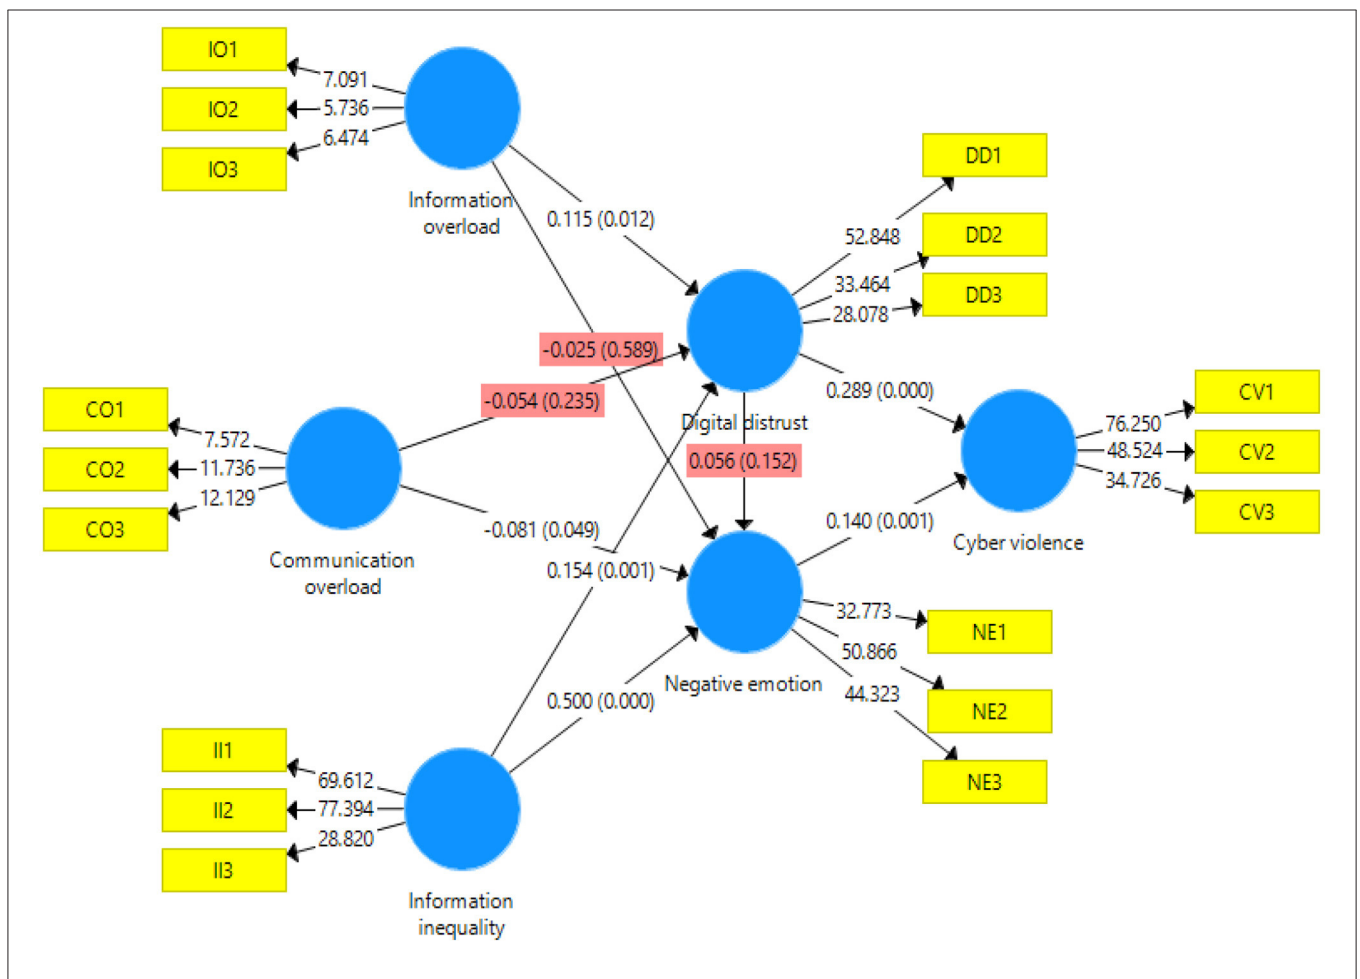 IO1
7.091
IO2
5.736
IO3
6.474
Information
overload
0.115 (0.012)
DD1
52.848
DD2
33.464
DD3
28.078
-0.025 (0.589)
-0.054 (0.235)
CO1
7.572
CO2
11.736
CO3
12.129
Communication
overload
Digital distrust
0.289 (0.000)
0.056 (0.152)
CV1
76.250
CV2
48.524
CV3
34.726
Cyber violence
-0.081 (0.049)
0.140 (0.001)
0.154 (0.001)
0.500 (0.000)
Negative emotion
32.773
NE1
50.866
NE2
44.323
NE3
II1
69.612
II2
77.394
II3
28.820
Information
inequality